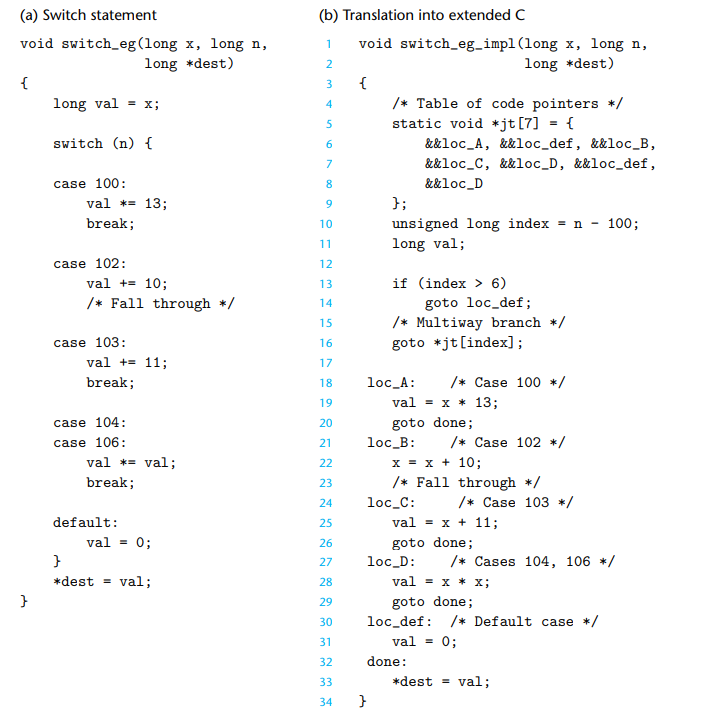 (a) Switch statement
void switch_eg(long x, long n,
               long *dest)
{
    long val = x;

    switch (n) {

    case 100:
        val *= 13;
        break;

    case 102:
        val += 10;
        /* Fall through */

    case 103:
        val += 11;
        break;

    case 104:
    case 106:
        val *= val;
        break;

    default:
        val = 0;
    }
    *dest = val;
}
(b) Translation into extended C
1   void switch_eg_impl(long x, long n,
2                       long *dest)
3   {
4       /* Table of code pointers */
5       static void *jt[7] = {
6           &&loc_A, &&loc_def, &&loc_B,
7           &&loc_C, &&loc_D, &&loc_def,
8           &&loc_D
9       };
10      unsigned long index = n - 100;
11      long val;
12
13      if (index > 6)
14          goto loc_def;
15      /* Multiway branch */
16      goto *jt[index];
17
18   loc_A:    /* Case 100 */
19      val = x * 13;
20      goto done;
21   loc_B:    /* Case 102 */
22      x = x + 10;
23      /* Fall through */
24   loc_C:     /* Case 103 */
25      val = x + 11;
26      goto done;
27   loc_D:    /* Cases 104, 106 */
28      val = x * x;
29      goto done;
30   loc_def:  /* Default case */
31      val = 0;
32   done:
33      *dest = val;
34  }